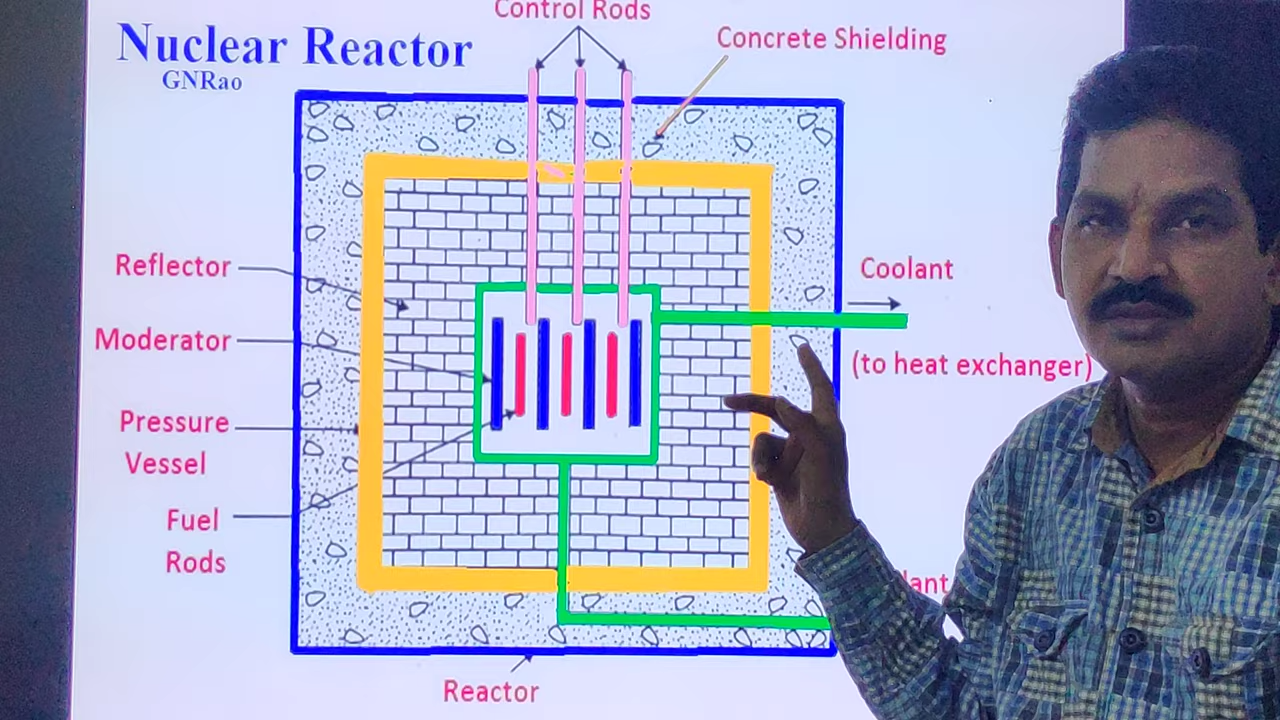 Control Rods
Nuclear Reactor
GNRao
Concrete Shielding
Reflector
Coolant
Moderator
(to heat exchanger)
Pressure
Vessel
Fuel
Rods
Reactor